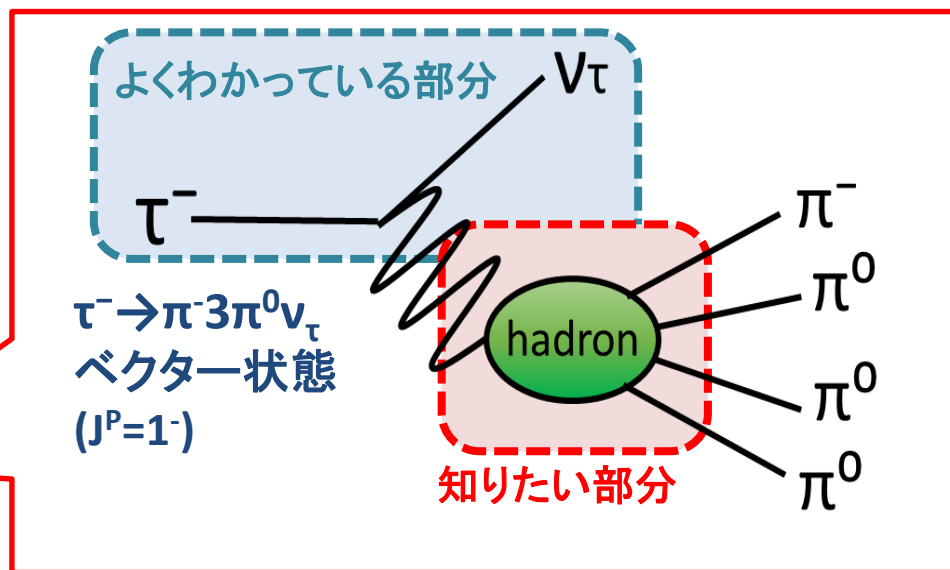 よくわかっている部分
ντ
τ⁻
π⁻
π⁰
hadron
π⁰
π⁰
τ⁻→π⁻3π⁰ν_τ
ベクター状態
(Jᴾ=1⁻)
知りたい部分